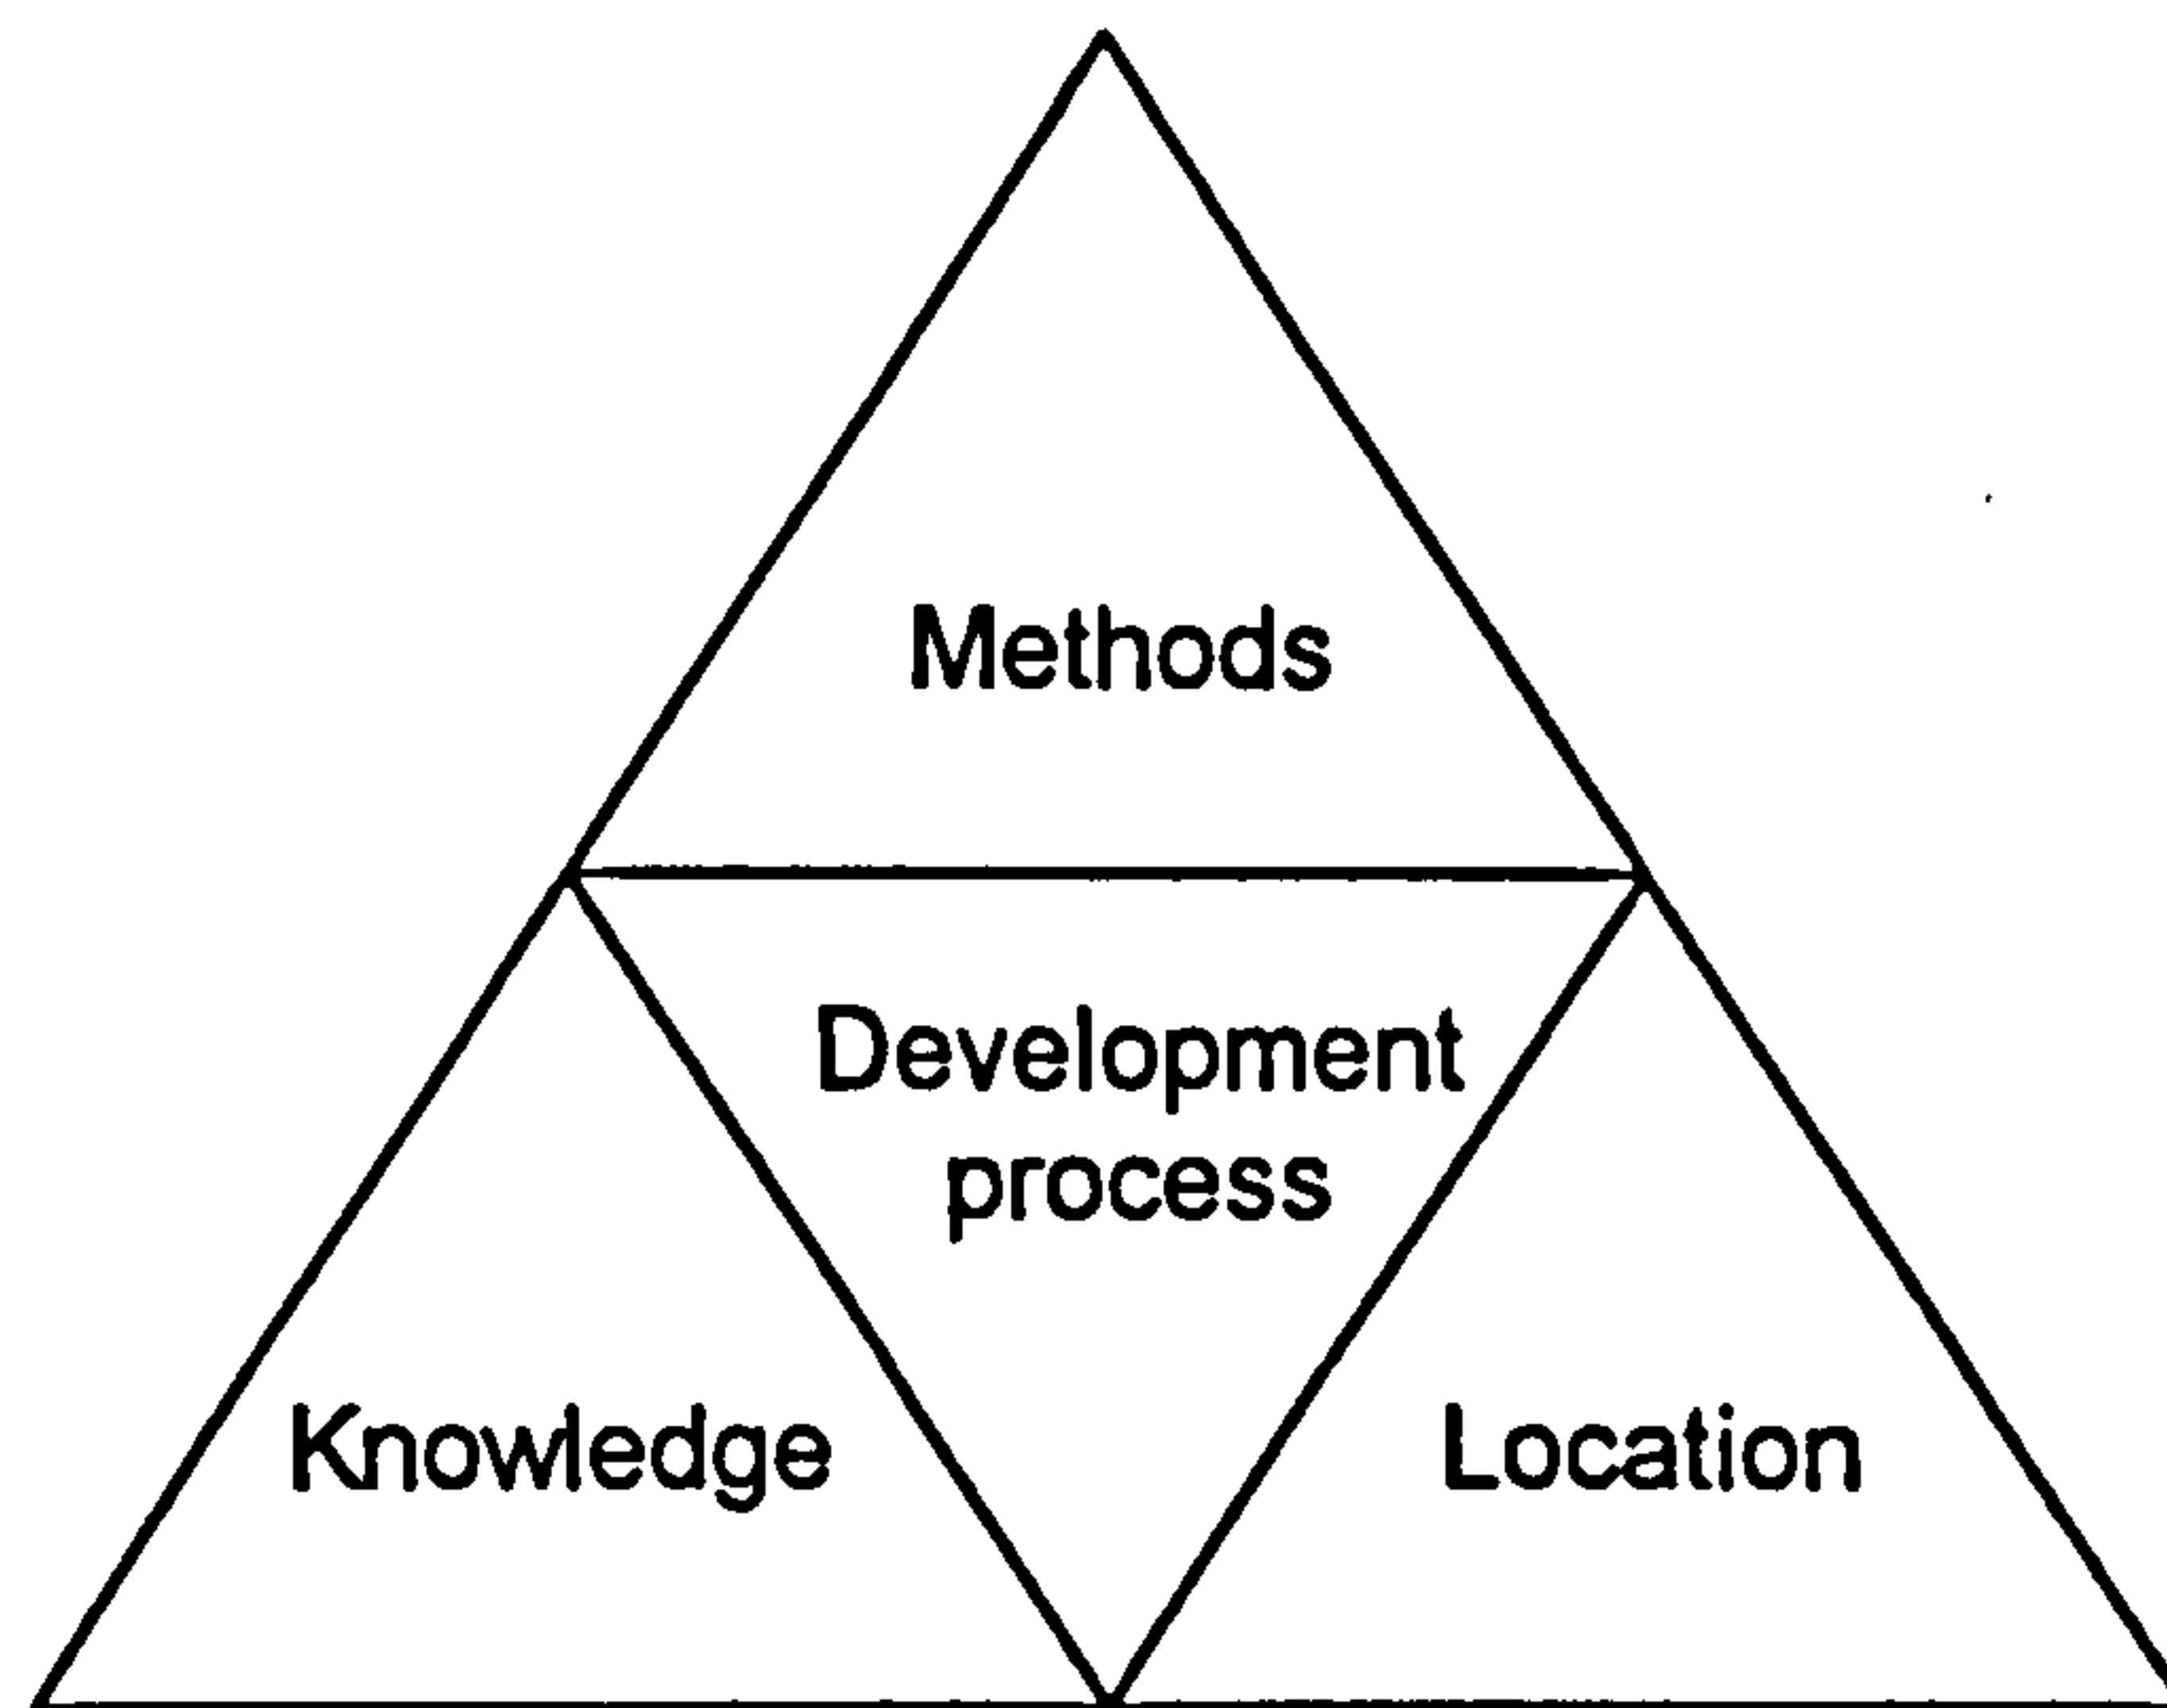 Methods
Development
process
Knowledge
Location